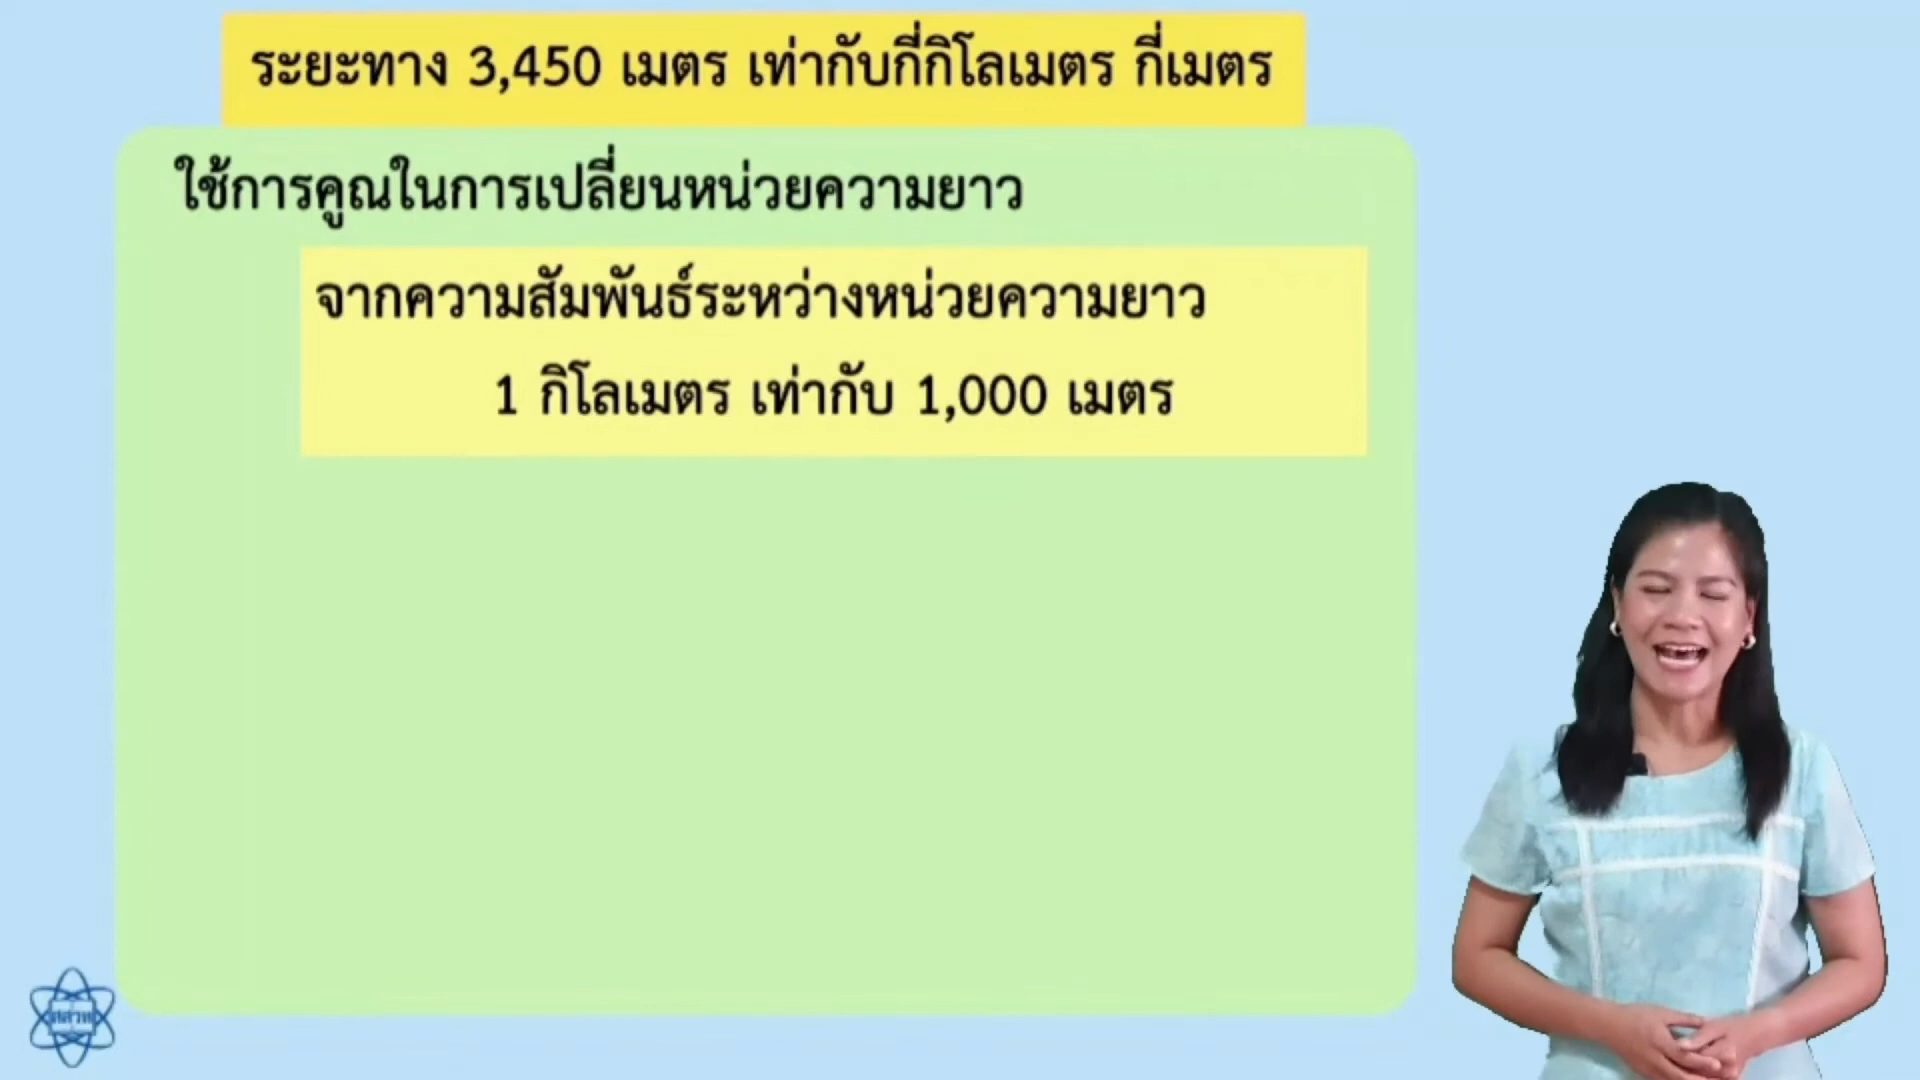 ระยะทาง 3,450 เมตร เท่ากับกี่กิโลเมตร กี่เมตร
ใช้การคูณในการเปลี่ยนหน่วยความยาว
จากความสัมพันธ์ระหว่างหน่วยความยาว
1 กิโลเมตร เท่ากับ 1,000 เมตร
สสวท